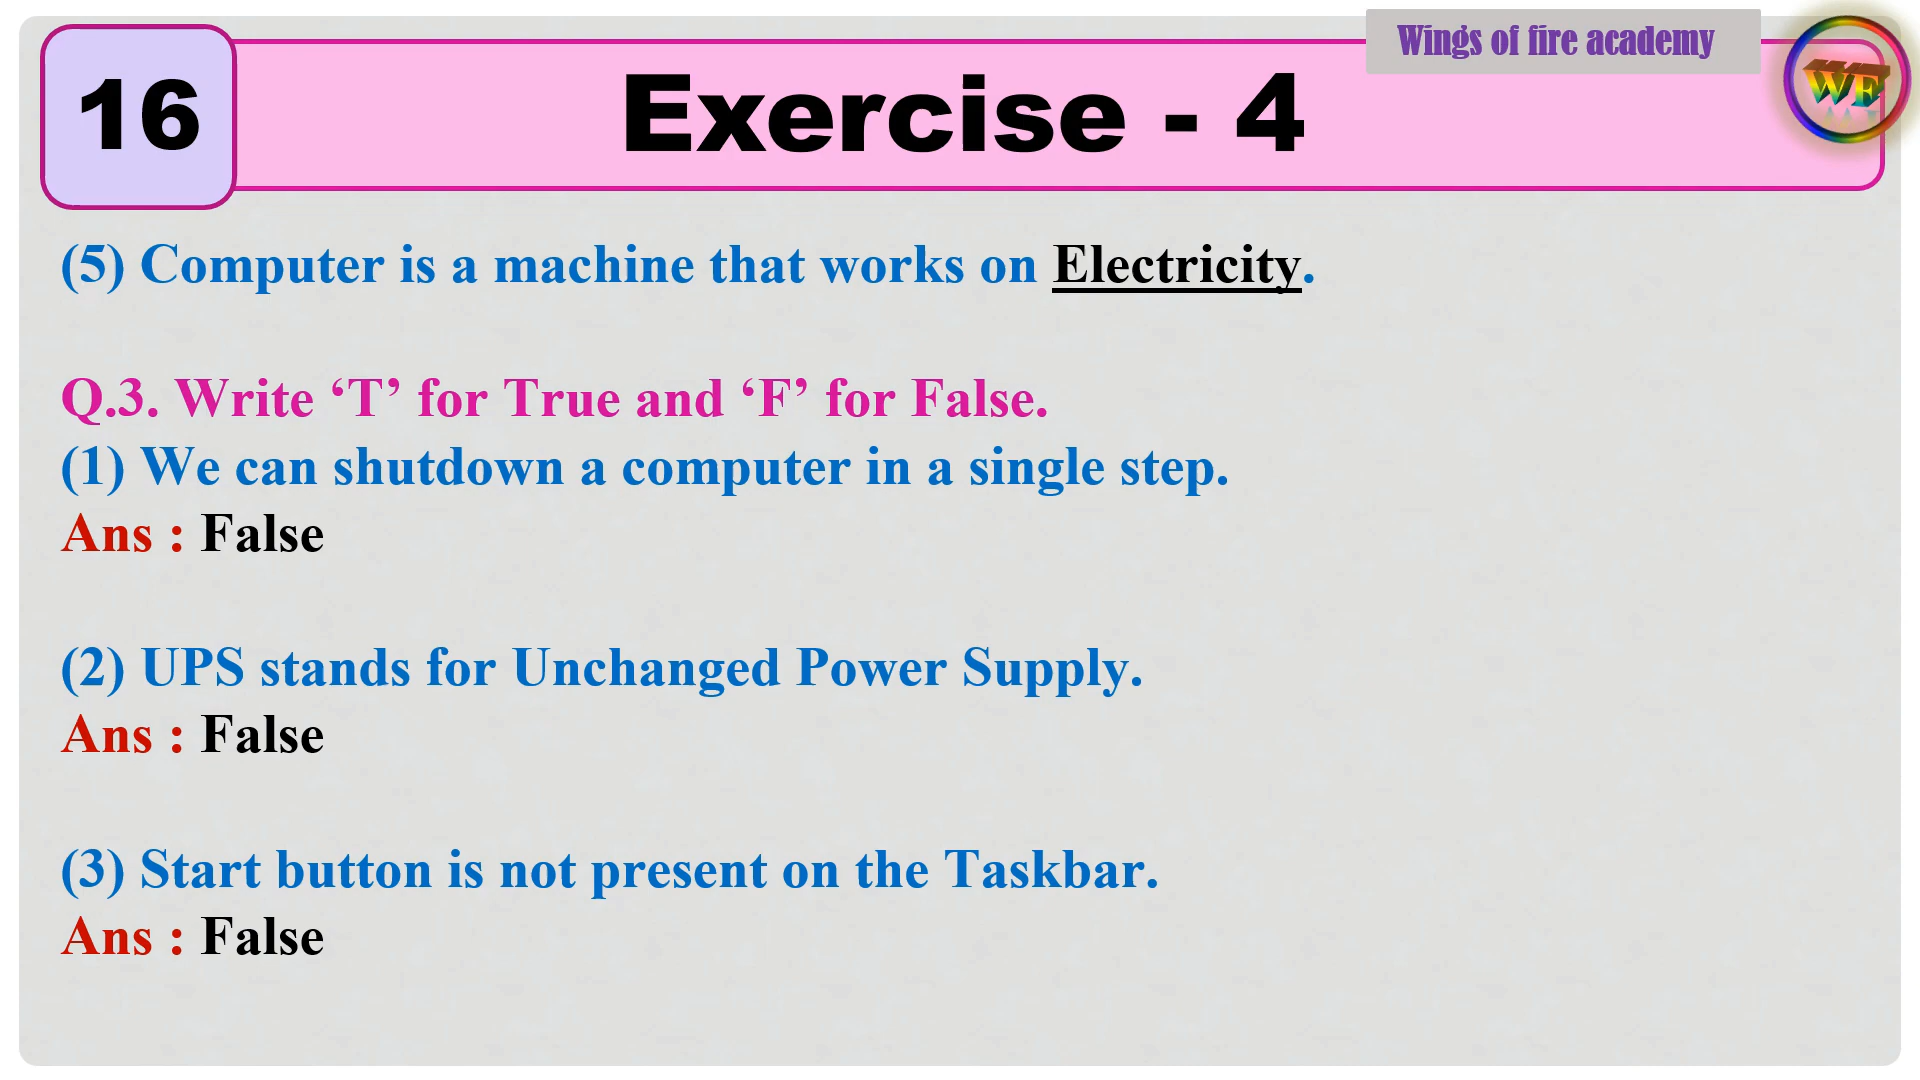 Wings of fire academy
WE
16
Exercise - 4
(5) Computer is a machine that works on Electricity.
Q.3. Write ‘T’ for True and ‘F’ for False.
(1) We can shutdown a computer in a single step.
Ans : False
(2) UPS stands for Unchanged Power Supply.
Ans : False
(3) Start button is not present on the Taskbar.
Ans : False